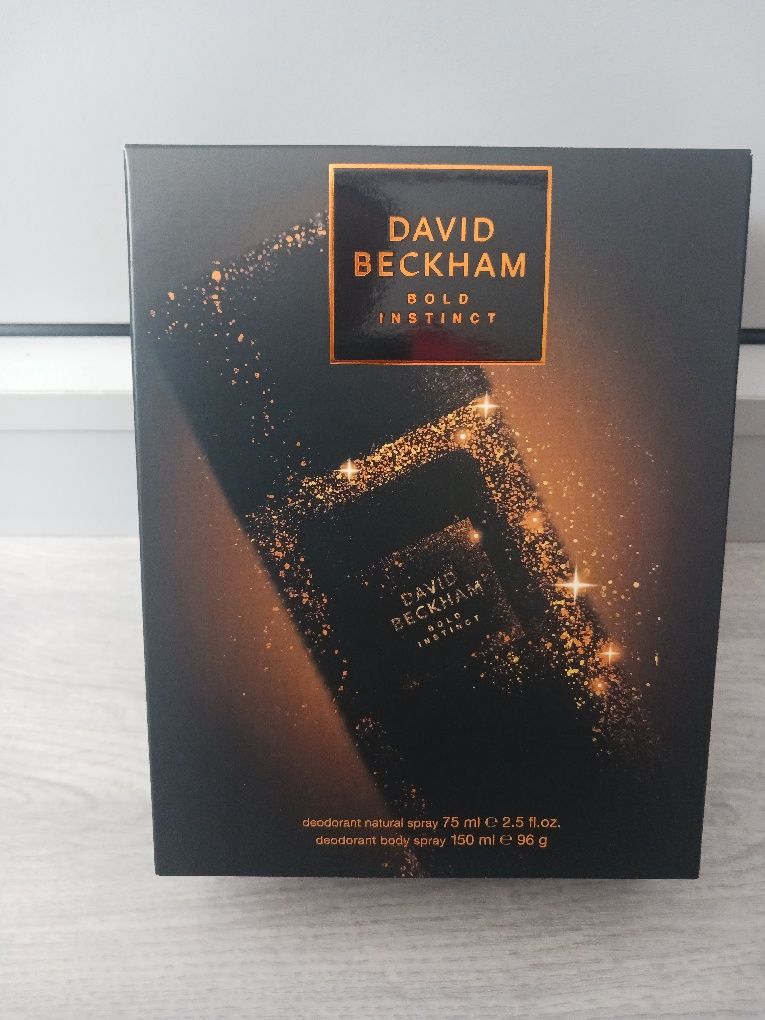 DAVID
BECKHAM
BOLD
INSTINCT
DAVID
BECKHAM
BOLD
INSTINCT
deodorant natural spray 75 ml ℮ 2.5 fl.oz.
deodorant body spray 150 ml ℮ 96 g